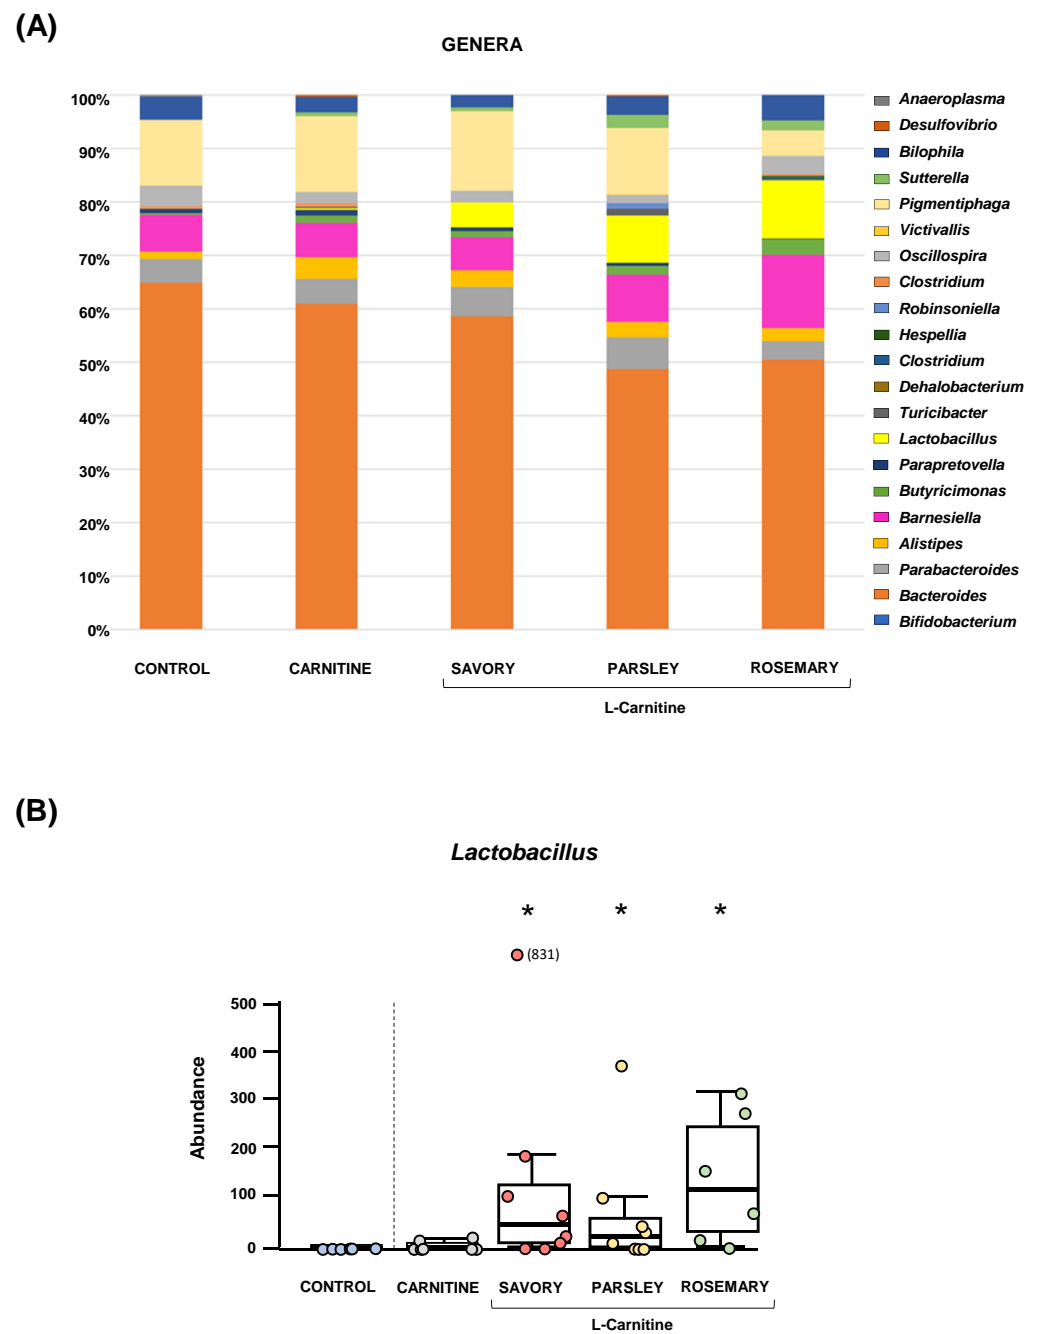 (A)
GENERA
100%
90%
80%
70%
60%
50%
40%
30%
20%
10%
0%
Anaeroplasma
Desulfovibrio
Bilophila
Sutterella
Pigmentiphaga
Victivallis
Oscillospira
Clostridium
Robinsoniella
Hespellia
Clostridium
Dehalobacterium
Turicibacter
Lactobacillus
Parapretovella
Butyricimonas
Barnesiella
Alistipes
Parabacteroides
Bacteroides
Bifidobacterium
CONTROL CARNITINE SAVORY PARSLEY ROSEMARY
L-Carnitine
(B)
Lactobacillus
* * *
(831)
Abundance
500
400
300
200
100
0
CONTROL CARNITINE SAVORY PARSLEY ROSEMARY
L-Carnitine